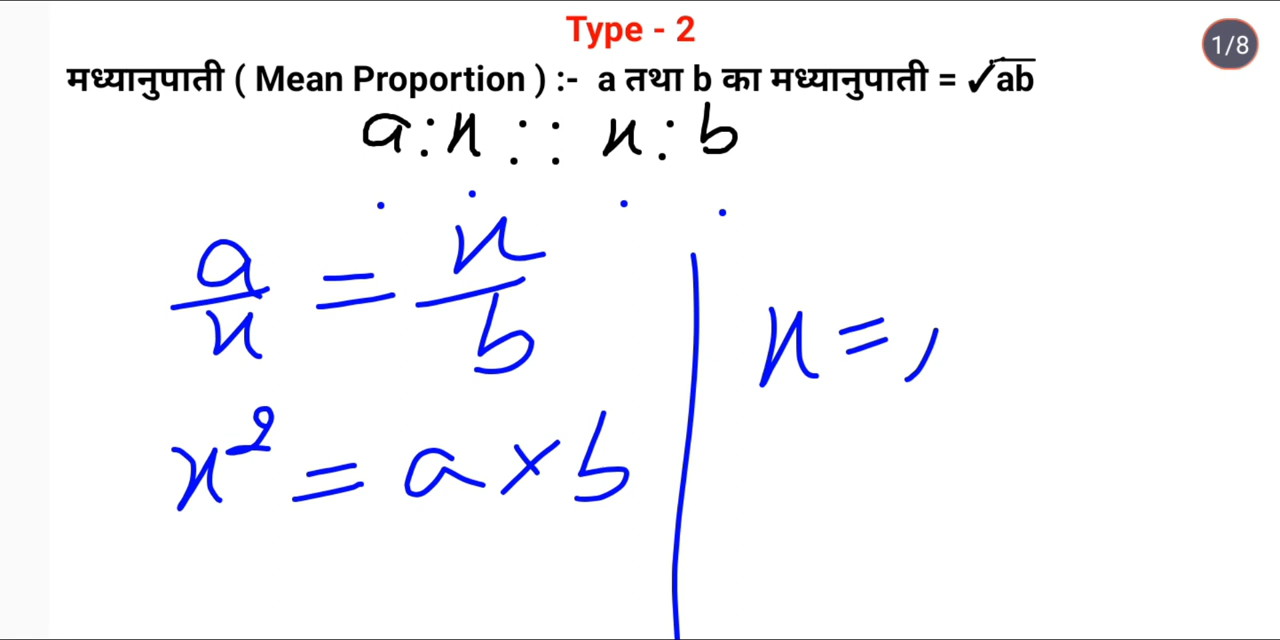 Type - 2
1/8
मध्यानुपाती ( Mean Proportion ) :- a तथा b का मध्यानुपाती = √ab
a : x :: x : b
a/x = x/b
x² = a × b
x =